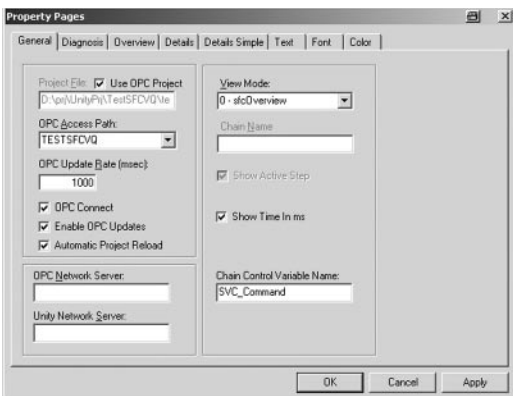 Property Pages
General Diagnosis Overview Details Details Simple Text Font Color
Project File: Use OPC Project
D:\prj\UnityPrj\TestSFCVQ\te
OPC Access Path:
TESTSFCVQ
OPC Update Rate (msec):
1000
OPC Connect
Enable OPC Updates
Automatic Project Reload
OPC Network Server:
Unity Network Server:
View Mode:
0 - sfcOverview
Chain Name
Show Active Step
Show Time In ms
Chain Control Variable Name:
SVC_Command
OK Cancel Apply